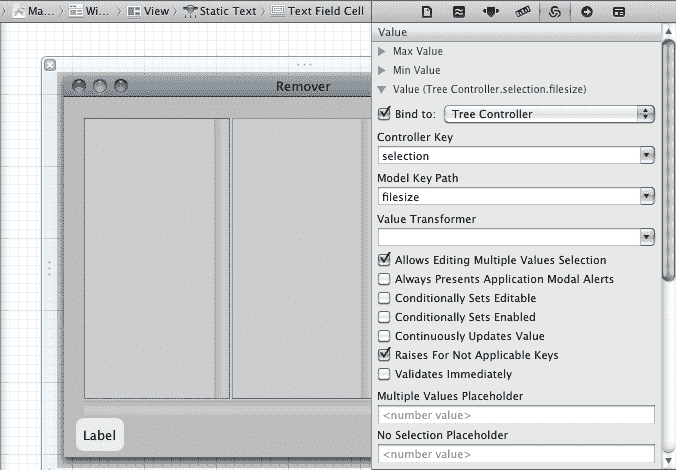 Ma... Wi... View Static Text Text Field Cell
Remover
Label
Value
Max Value
Min Value
Value (Tree Controller.selection.filesize)
Bind to: Tree Controller
Controller Key
selection
Model Key Path
filesize
Value Transformer
Allows Editing Multiple Values Selection
Always Presents Application Modal Alerts
Conditionally Sets Editable
Conditionally Sets Enabled
Continuously Updates Value
Raises For Not Applicable Keys
Validates Immediately
Multiple Values Placeholder
<number value>
No Selection Placeholder
<number value>